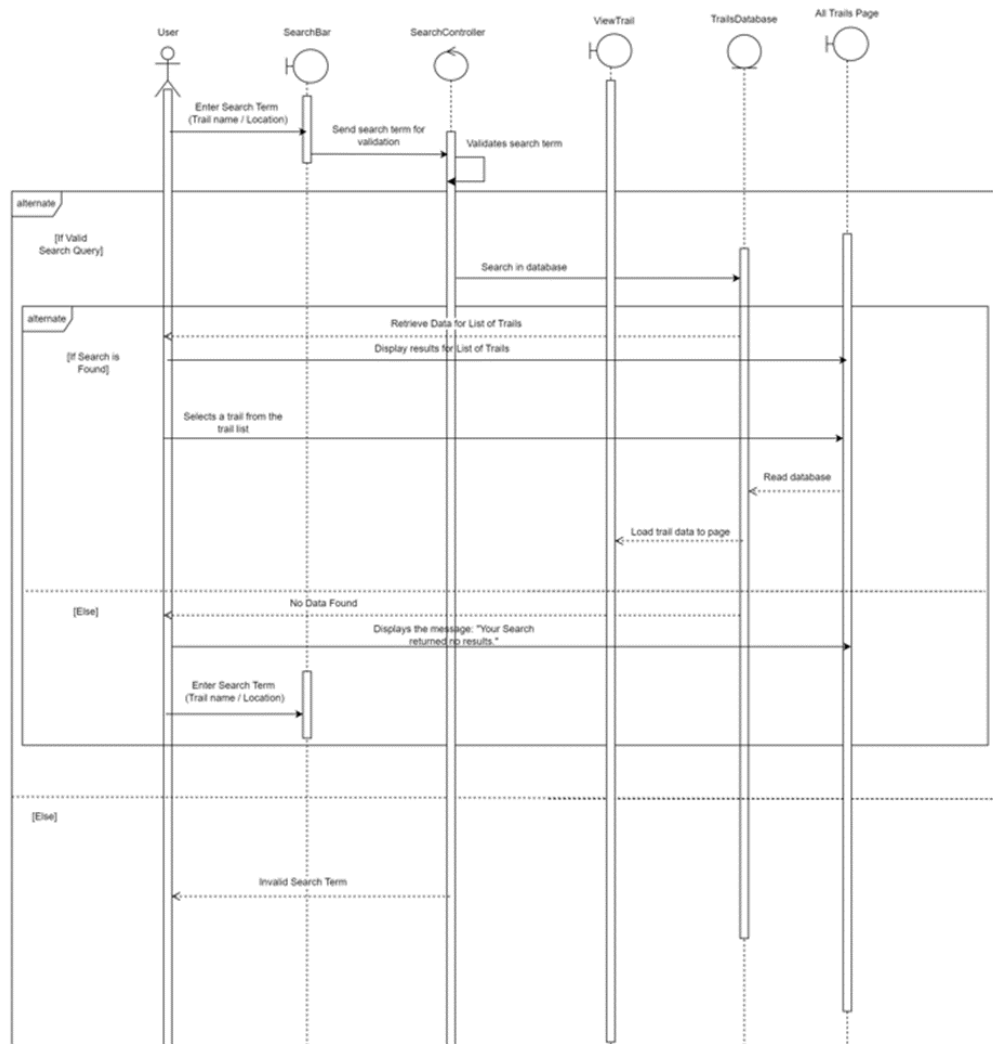 User
SearchBar
SearchController
ViewTrail
TrailsDatabase
All Trails Page
Enter Search Term
(Trail name / Location)
Send search term for
validation
Validates search term
alternate
[If Valid
Search Query]
Search in database
alternate
Retrieve Data for List of Trails
[If Search is
Found]
Display results for List of Trails
Selects a trail from the
trail list
Read database
Load trail data to page
[Else]
No Data Found
Displays the message: "Your Search
returned no results."
Enter Search Term
(Trail name / Location)
[Else]
Invalid Search Term